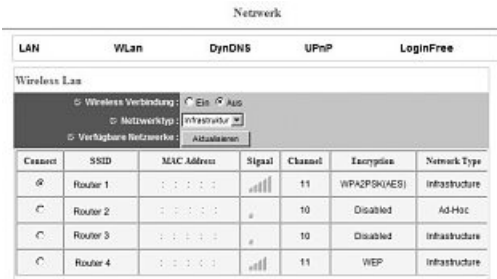 Netzwerk
LAN WLan DynDNS UPnP LoginFree
Wireless Lan
Wireless Verbindung : Ein Aus
Netzwerktyp : Infrastruktur
Verfügbare Netzwerke : Aktualisieren
Connect SSID MAC Address Signal Channel Encryption Network Type
Router 1 : : : : : 11 WPA2PSK(AES) Infrastructure
Router 2 : : : : : 10 Disabled Ad-Hoc
Router 3 : : : : : 10 Disabled Infrastructure
Router 4 : : : : : 11 WEP Infrastructure